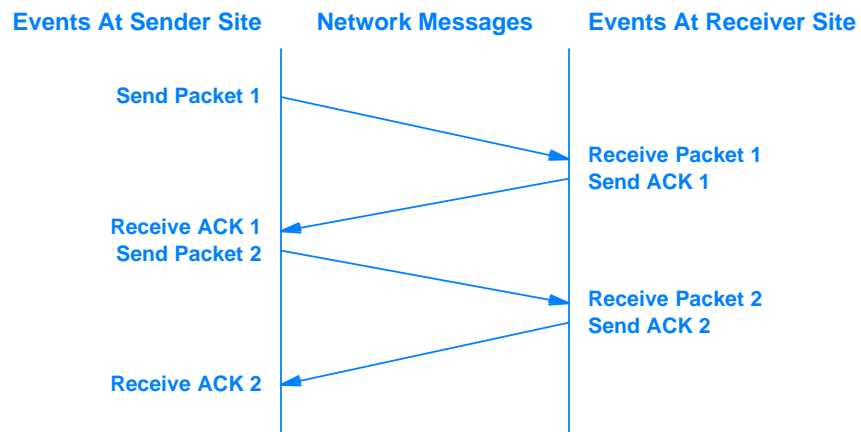 Events At Sender Site
Network Messages
Events At Receiver Site
Send Packet 1
Receive Packet 1
Send ACK 1
Receive ACK 1
Send Packet 2
Receive Packet 2
Send ACK 2
Receive ACK 2